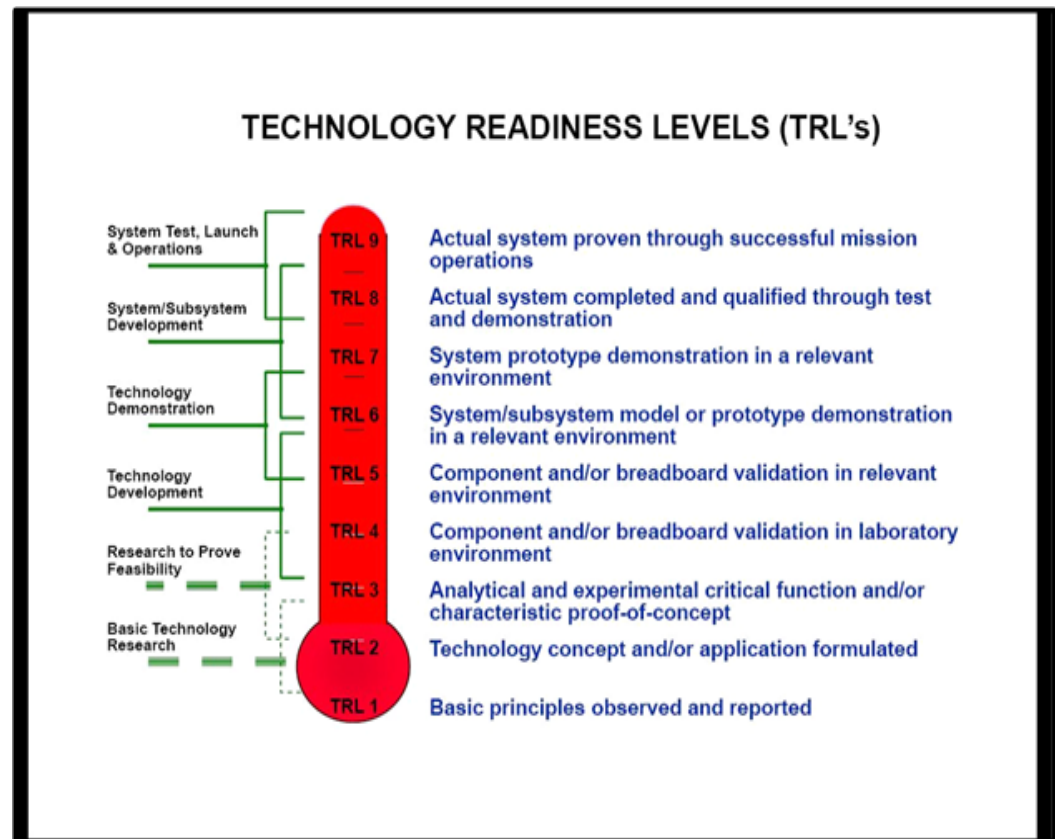 TECHNOLOGY READINESS LEVELS (TRL's)
System Test, Launch
& Operations
System/Subsystem
Development
Technology
Demonstration
Technology
Development
Research to Prove
Feasibility
Basic Technology
Research
TRL 9
Actual system proven through successful mission
operations
TRL 8
Actual system completed and qualified through test
and demonstration
TRL 7
System prototype demonstration in a relevant
environment
TRL 6
System/subsystem model or prototype demonstration
in a relevant environment
TRL 5
Component and/or breadboard validation in relevant
environment
TRL 4
Component and/or breadboard validation in laboratory
environment
TRL 3
Analytical and experimental critical function and/or
characteristic proof-of-concept
TRL 2
Technology concept and/or application formulated
TRL 1
Basic principles observed and reported